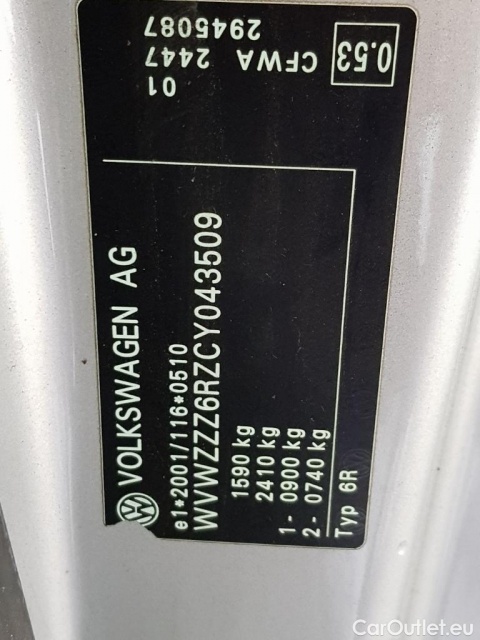 VOLKSWAGEN AG
e1*2001/116*0510
WVWZZZ6RZCY043509
1590 kg
2410 kg
1- 0900 kg
2- 0740 kg
Typ 6R
01
CFWA 2447
2945087
0.53
CarOutlet.eu